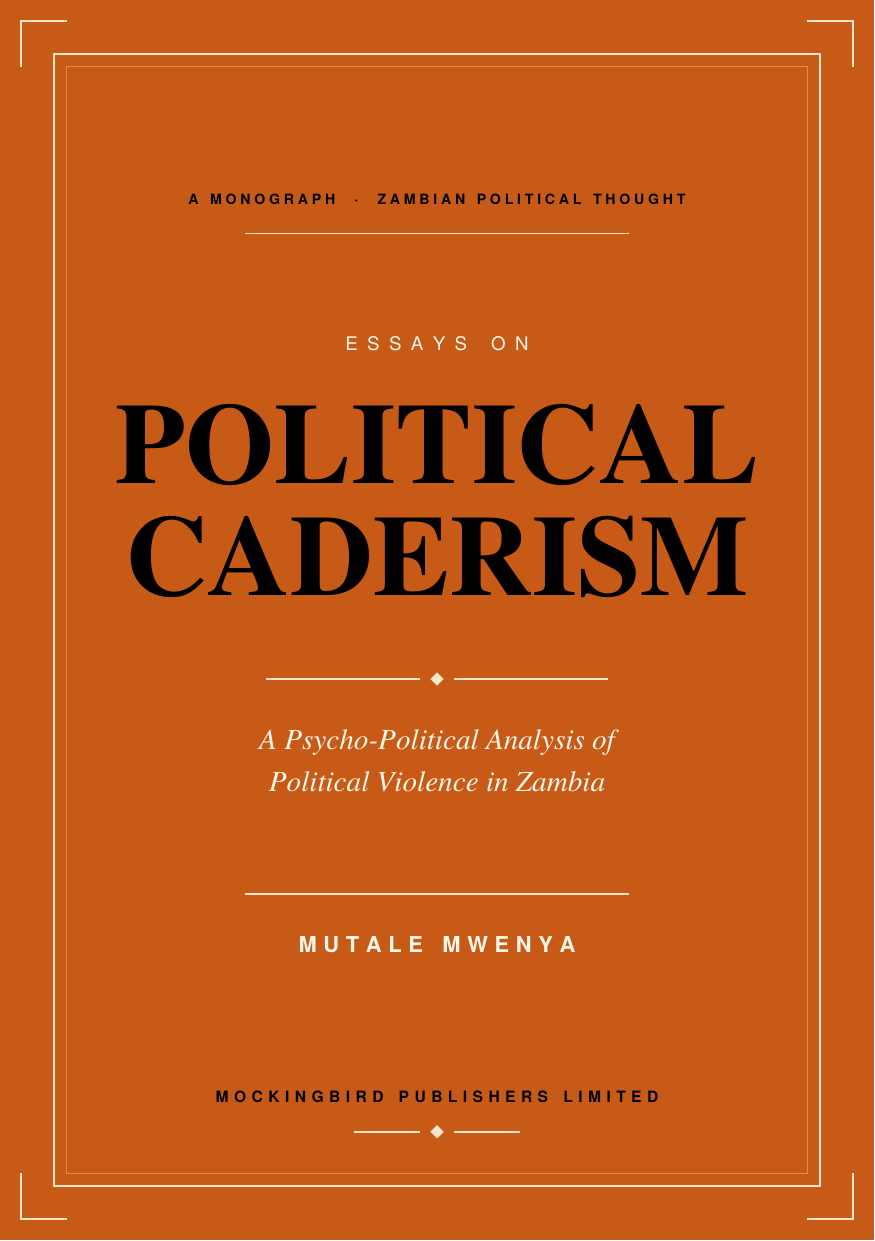 A MONOGRAPH · ZAMBIAN POLITICAL THOUGHT
ESSAYS ON
POLITICAL
CADERISM
A Psycho-Political Analysis of
Political Violence in Zambia
MUTALE MWENYA
MOCKINGBIRD PUBLISHERS LIMITED